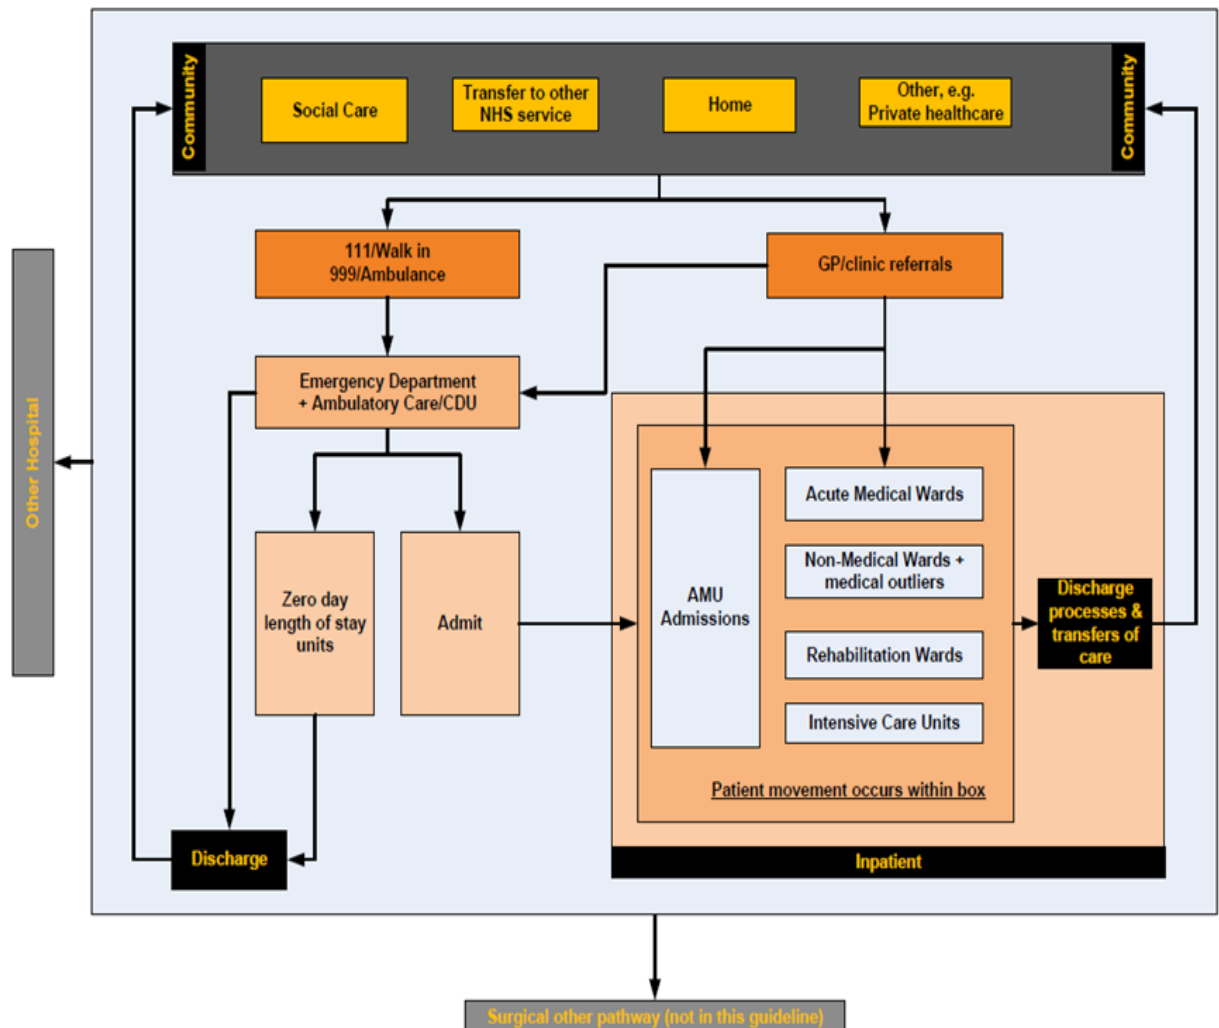 Community
Social Care
Transfer to other
NHS service
Home
Other, e.g.
Private healthcare
Community
111/Walk in
999/Ambulance
GP/clinic referrals
Emergency Department
+ Ambulatory Care/CDU
Other Hospital
Zero day
length of stay
units
Admit
AMU
Admissions
Acute Medical Wards
Non-Medical Wards +
medical outliers
Rehabilitation Wards
Intensive Care Units
Patient movement occurs within box
Discharge
processes &
transfers of
care
Discharge
Inpatient
Surgical other pathway (not in this guideline)